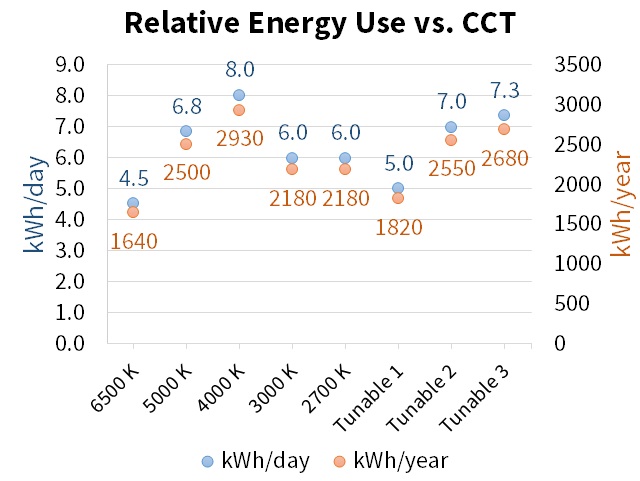 Relative Energy Use vs. CCT
9.0
8.0
7.0
6.0
5.0
4.0
3.0
2.0
1.0
0.0
kWh/day
3500
3000
2500
2000
1500
1000
500
0
kWh/year
4.5
6.8
8.0
6.0
6.0
5.0
7.0
7.3
1640
2500
2930
2180
2180
1820
2550
2680
6500 K
5000 K
4000 K
3000 K
2700 K
Tunable 1
Tunable 2
Tunable 3
kWh/day
kWh/year